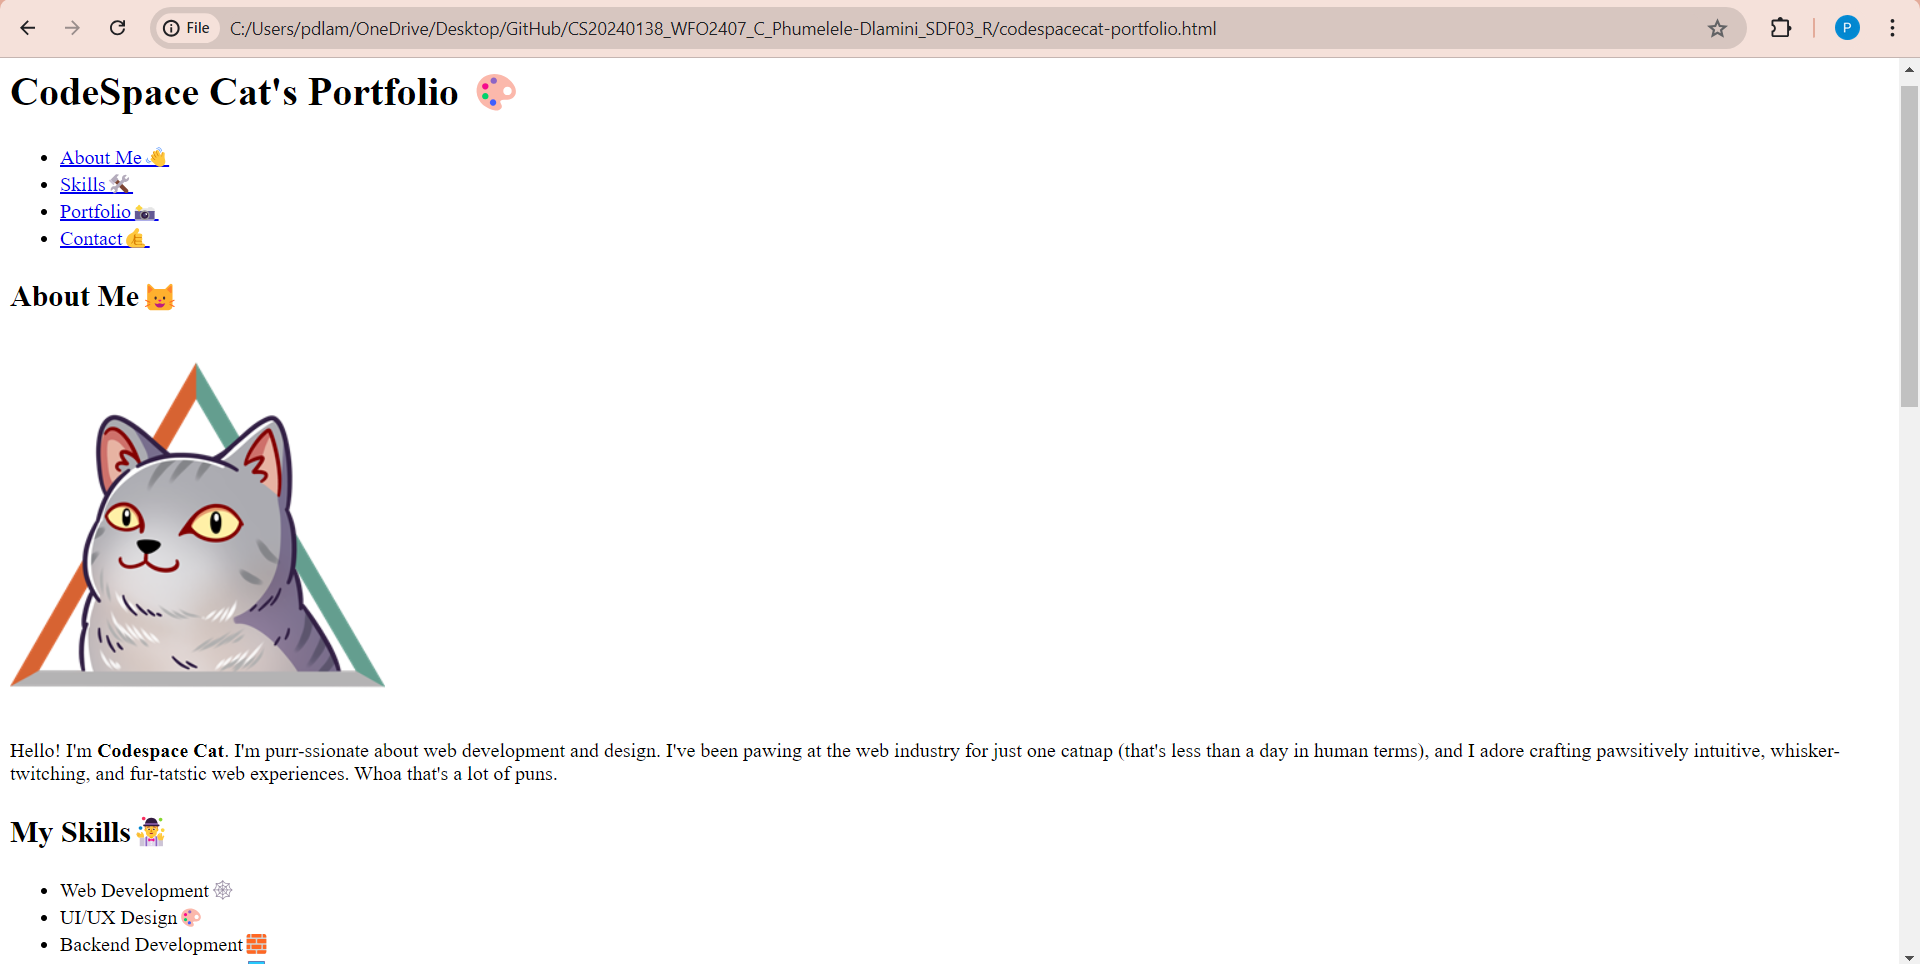 File
C:/Users/pdlam/OneDrive/Desktop/GitHub/CS20240138_WFO2407_C_Phumelele-Dlamini_SDF03_R/codespacecat-portfolio.html
P
CodeSpace Cat's Portfolio 🎨
About Me 👋
Skills 🛠️
Portfolio 📸
Contact 🤙
About Me 😺
Hello! I'm Codespace Cat. I'm purr-ssionate about web development and design. I've been pawing at the web industry for just one catnap (that's less than a day in human terms), and I adore crafting pawsitively intuitive, whisker-
twitching, and fur-tatstic web experiences. Whoa that's a lot of puns.
My Skills 🤹
Web Development 🕸️
UI/UX Design 🎨
Backend Development 🧱